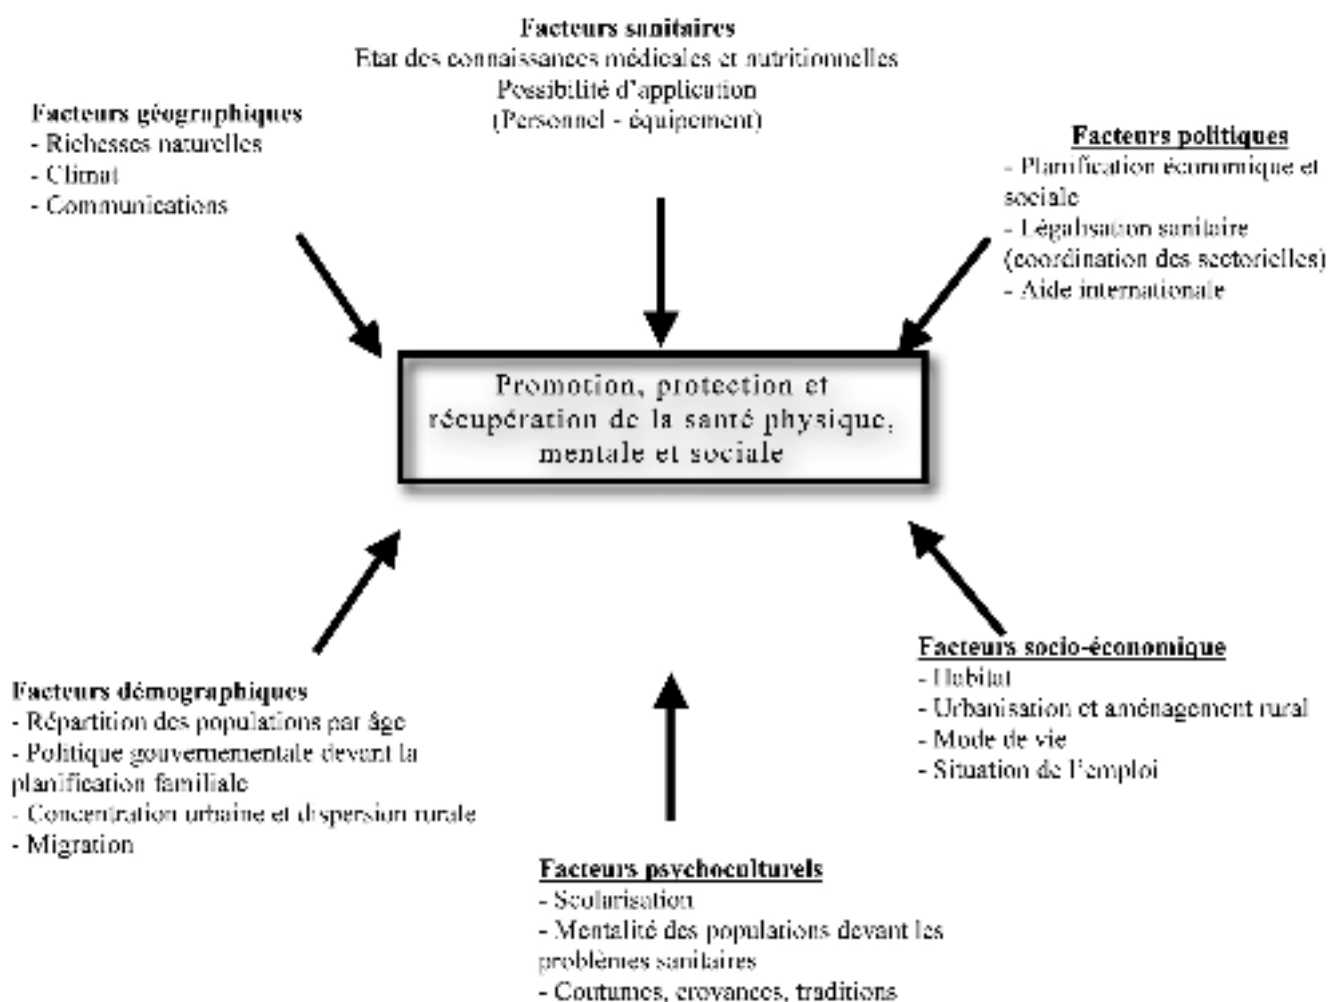 Facteurs sanitaires
Etat des connaissances médicales et nutritionnelles
Possibilité d'application
(Personnel - équipement)
Facteurs géographiques
- Richesses naturelles
- Climat
- Communications
Facteurs politiques
- Planification économique et
sociale
- Légalisation sanitaire
(coordination des sectorielles)
- Aide internationale
Promotion, protection et
récupération de la santé physique,
mentale et sociale
Facteurs démographiques
- Répartition des populations par âge
- Politique gouvernementale devant la
planification familiale
- Concentration urbaine et dispersion rurale
- Migration
Facteurs socio-économique
- Habitat
- Urbanisation et aménagement rural
- Mode de vie
- Situation de l'emploi
Facteurs psychoculturels
- Scolarisation
- Mentalité des populations devant les
problèmes sanitaires
- Coutumes, croyances, traditions